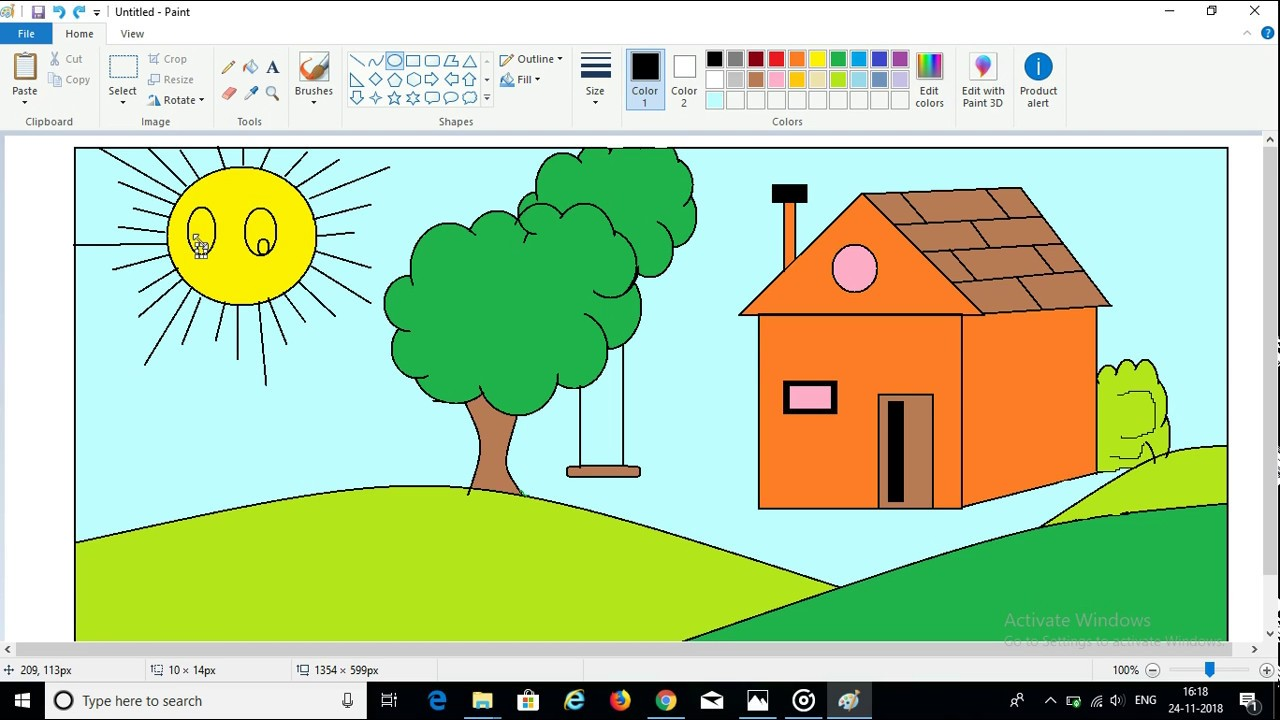 Untitled - Paint
File
Home
View
Paste
Cut
Copy
Clipboard
Select
Crop
Resize
Rotate
Image
A
Tools
Brushes
Shapes
Outline
Fill
Size
Color 1
Color 2
Colors
Edit colors
Edit with Paint 3D
Product alert
Activate Windows
Go to Settings to activate Windows.
209, 113px
10 × 14px
1354 × 599px
100%
Type here to search
ENG
16:18
24-11-2018
1